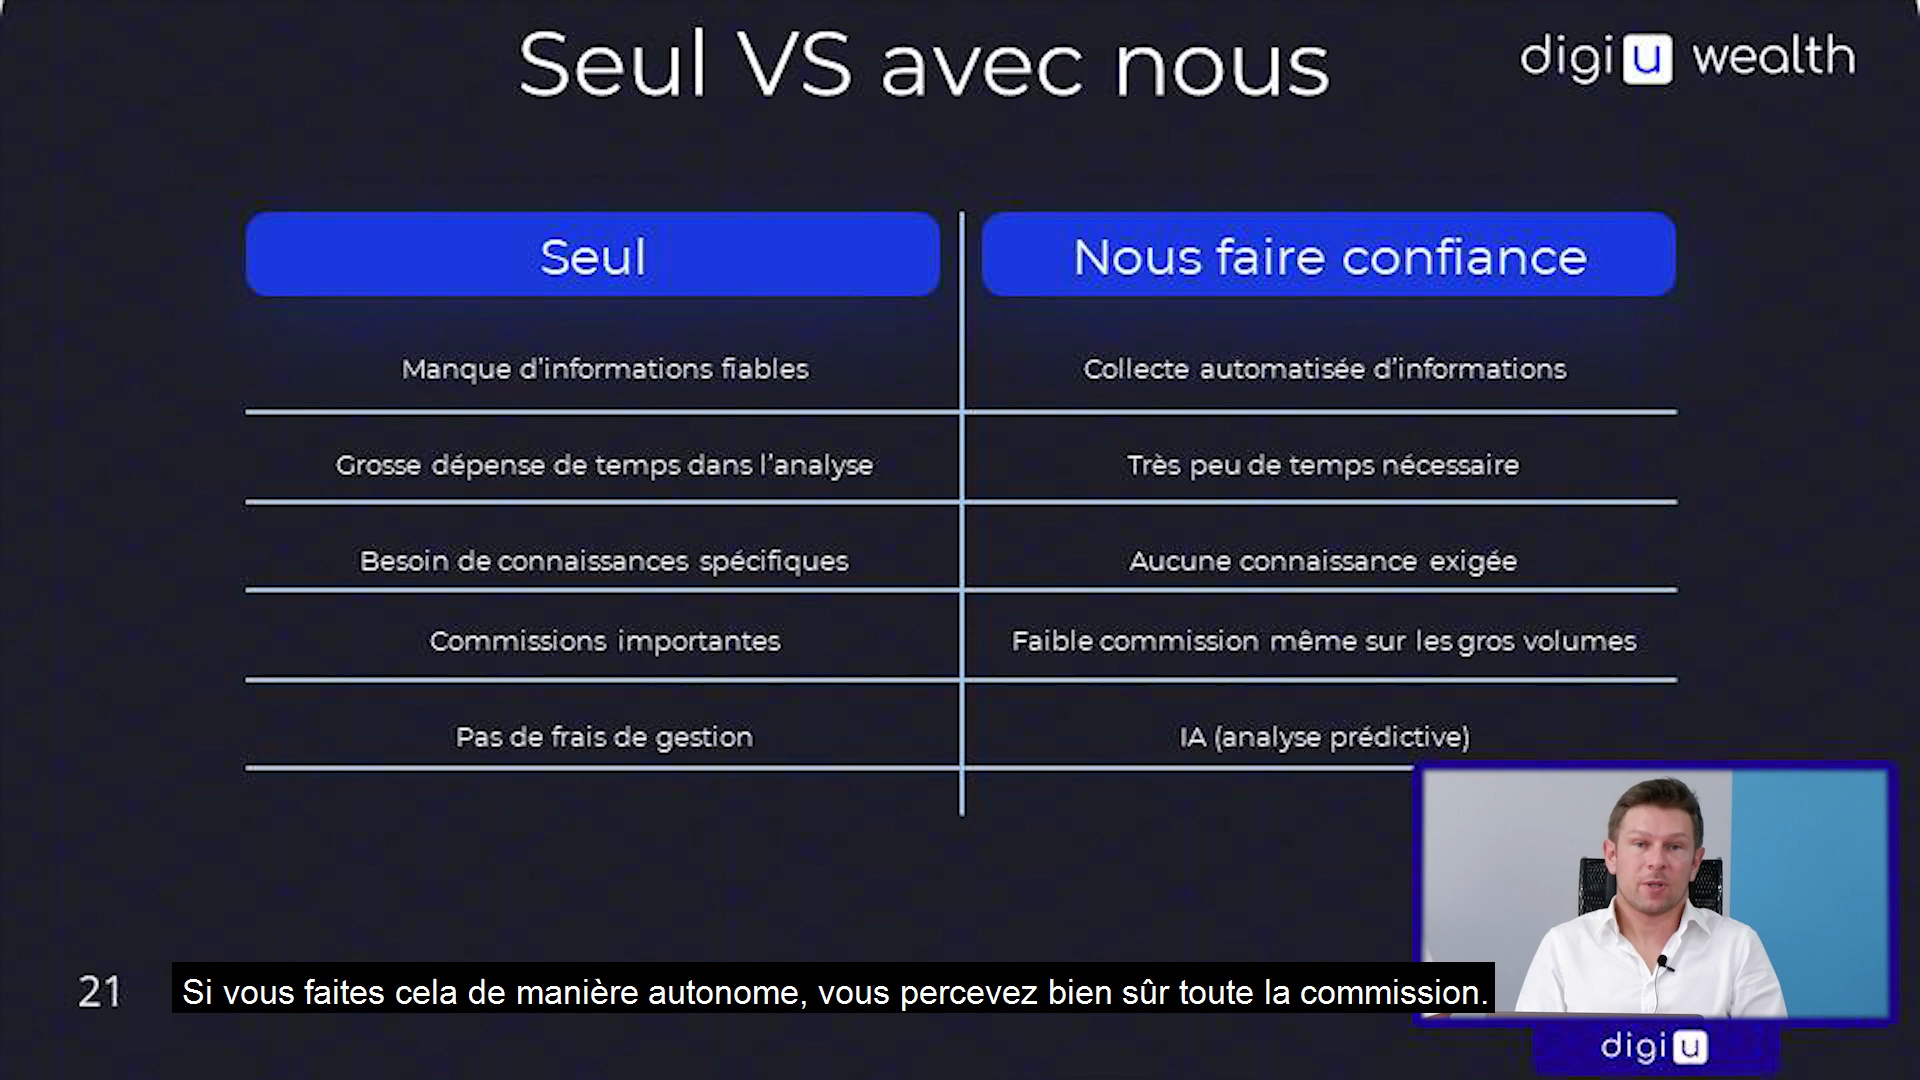 Seul VS avec nous
digi u wealth
Seul
Nous faire confiance
Manque d'informations fiables
Collecte automatisée d'informations
Grosse dépense de temps dans l'analyse
Très peu de temps nécessaire
Besoin de connaissances spécifiques
Aucune connaissance exigée
Commissions importantes
Faible commission même sur les gros volumes
Pas de frais de gestion
IA (analyse prédictive)
21
Si vous faites cela de manière autonome, vous percevez bien sûr toute la commission.
digi u